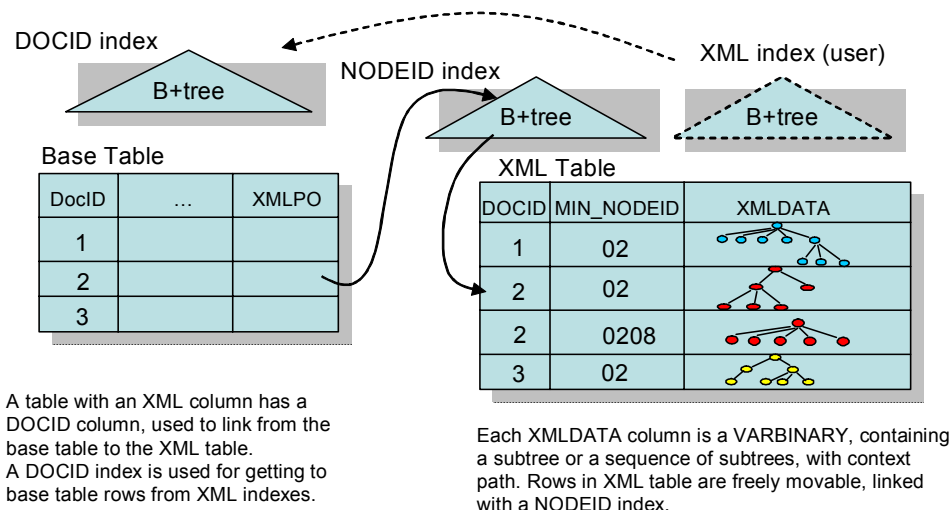 DOCID index
XML index (user)
NODEID index
B+tree
B+tree
B+tree
Base Table
XML Table
DocID … XMLPO
1
2
3
DOCID MIN_NODEID XMLDATA
1 02
2 02
2 0208
3 02
A table with an XML column has a
DOCID column, used to link from the
base table to the XML table.
A DOCID index is used for getting to
base table rows from XML indexes.
Each XMLDATA column is a VARBINARY, containing
a subtree or a sequence of subtrees, with context
path. Rows in XML table are freely movable, linked
with a NODEID index.